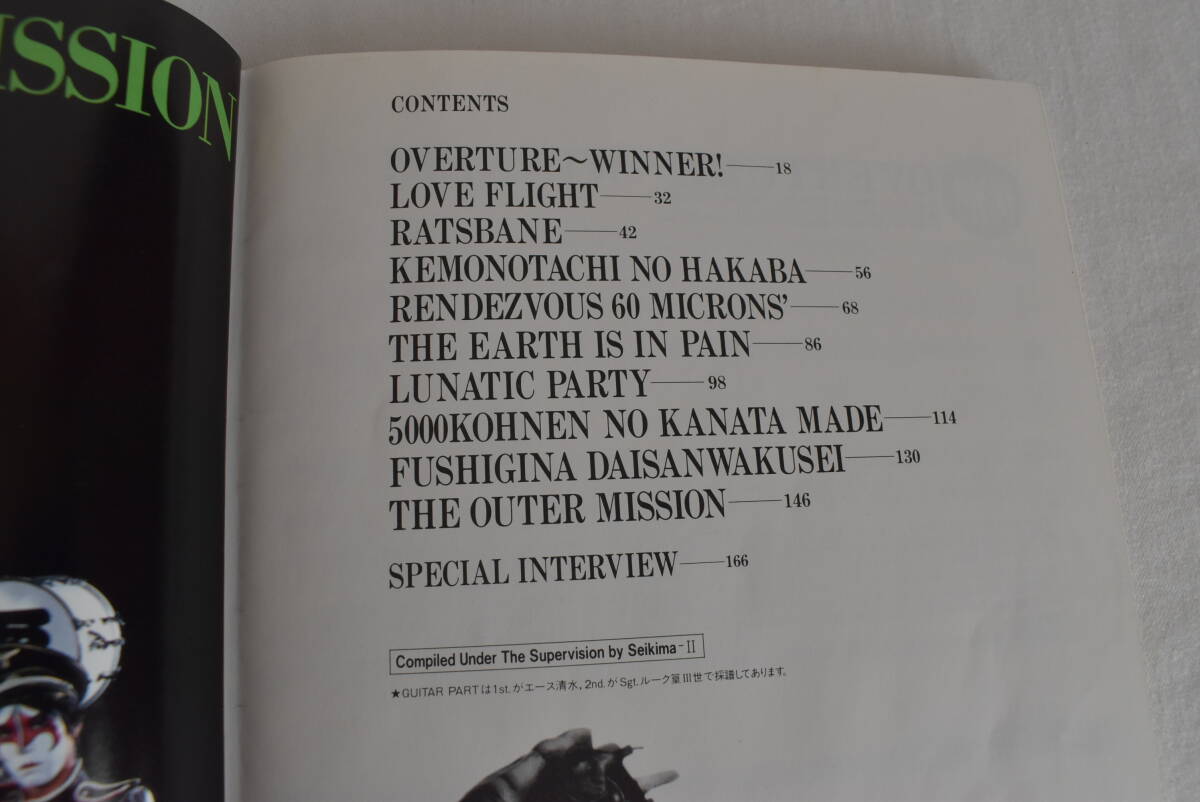 ISSION
CONTENTS
OVERTURE～WINNER!——18
LOVE FLIGHT——32
RATSBANE——42
KEMONOTACHI NO HAKABA——56
RENDEZVOUS 60 MICRONS’——68
THE EARTH IS IN PAIN——86
LUNATIC PARTY——98
5000KOHNEN NO KANATA MADE——114
FUSHIGINA DAISANWAKUSEI——130
THE OUTER MISSION——146
SPECIAL INTERVIEW——166
Compiled Under The Supervision by Seikima-II
★GUITAR PARTは1st.がエース清水，2nd.がSgt.ルーク篁III世で採譜してあります。